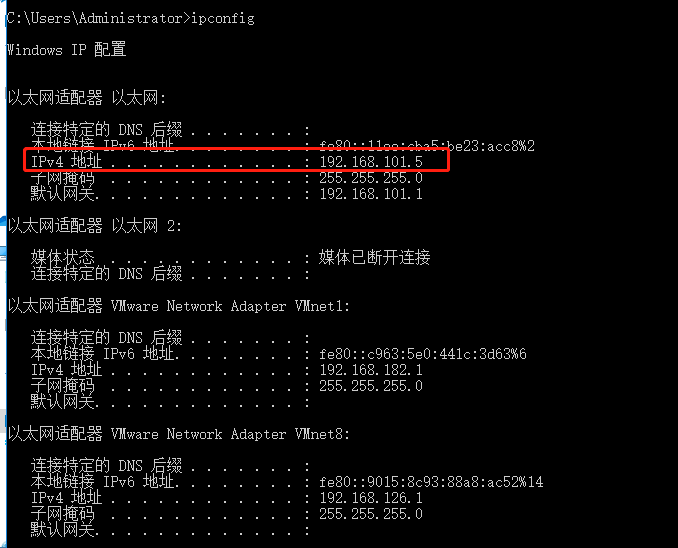 C:\Users\Administrator>ipconfig
Windows IP 配置
以太网适配器 以太网:
连接特定的 DNS 后缀 . . . . . . . :
本地链接 IPv6 地址. . . . . . . . : fe80::11ee:cba5:be23:acc8%2
IPv4 地址 . . . . . . . . . . . . : 192.168.101.5
子网掩码 . . . . . . . . . . . . : 255.255.255.0
默认网关. . . . . . . . . . . . . : 192.168.101.1
以太网适配器 以太网 2:
媒体状态 . . . . . . . . . . . . : 媒体已断开连接
连接特定的 DNS 后缀 . . . . . . . :
以太网适配器 VMware Network Adapter VMnet1:
连接特定的 DNS 后缀 . . . . . . . :
本地链接 IPv6 地址. . . . . . . . : fe80::c963:5e0:441c:3d63%6
IPv4 地址 . . . . . . . . . . . . : 192.168.182.1
子网掩码 . . . . . . . . . . . . : 255.255.255.0
默认网关. . . . . . . . . . . . . :
以太网适配器 VMware Network Adapter VMnet8:
连接特定的 DNS 后缀 . . . . . . . :
本地链接 IPv6 地址. . . . . . . . : fe80::9015:8c93:88a8:ac52%14
IPv4 地址 . . . . . . . . . . . . : 192.168.126.1
子网掩码 . . . . . . . . . . . . : 255.255.255.0
默认网关. . . . . . . . . . . . . :